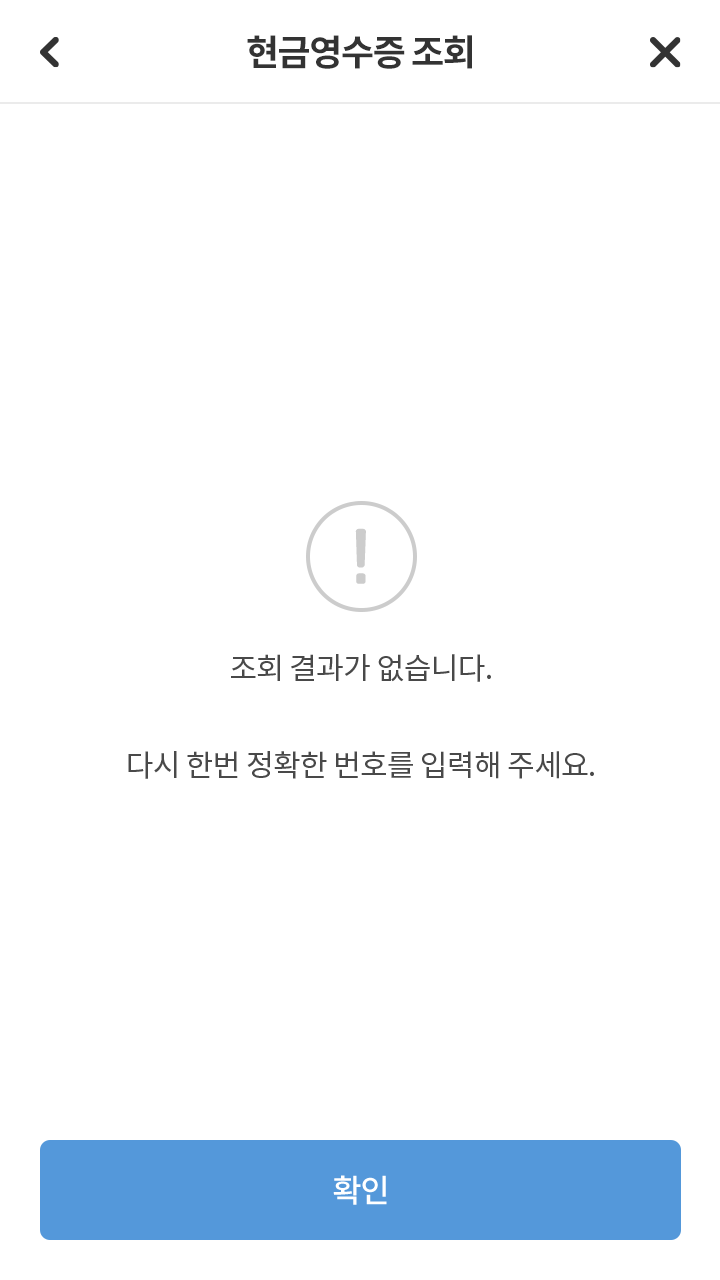 현금영수증 조회
조회 결과가 없습니다.
다시 한번 정확한 번호를 입력해 주세요.
확인